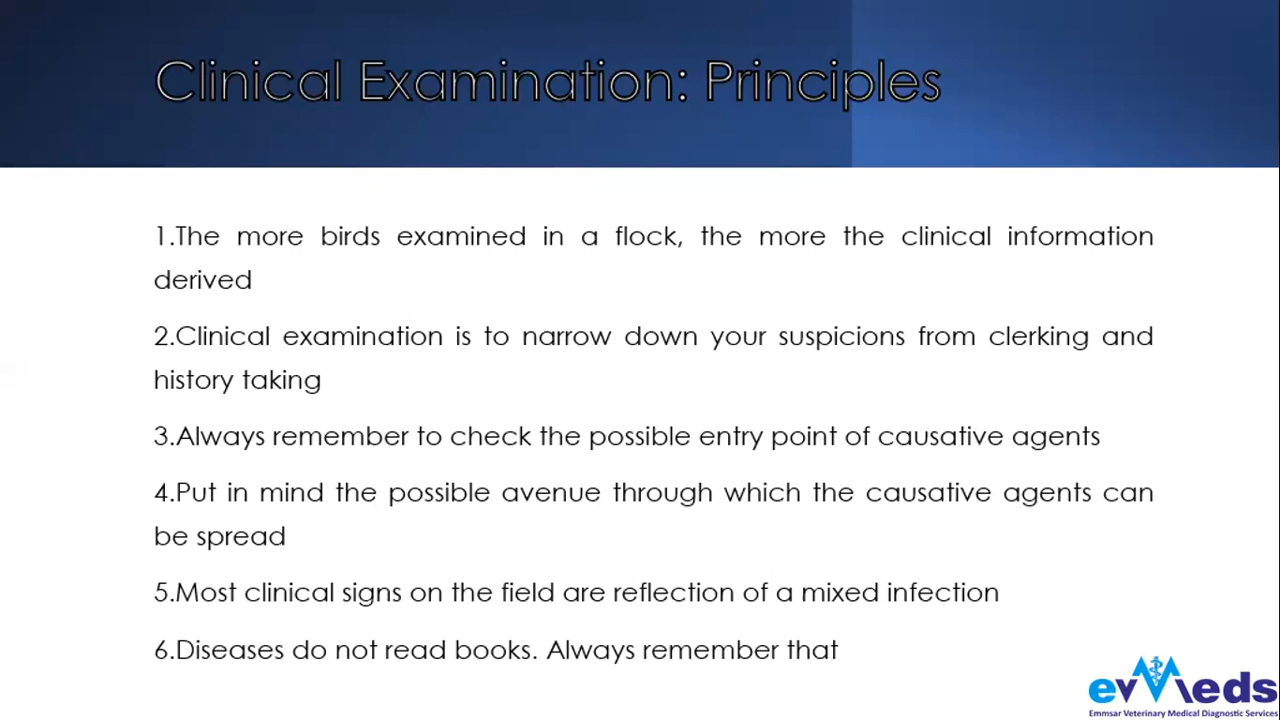 Clinical Examination: Principles
1.The more birds examined in a flock, the more the clinical information
derived
2.Clinical examination is to narrow down your suspicions from clerking and
history taking
3.Always remember to check the possible entry point of causative agents
4.Put in mind the possible avenue through which the causative agents can
be spread
5.Most clinical signs on the field are reflection of a mixed infection
6.Diseases do not read books. Always remember that
evMeds
Emmsar Veterinary Medical Diagnostic Services